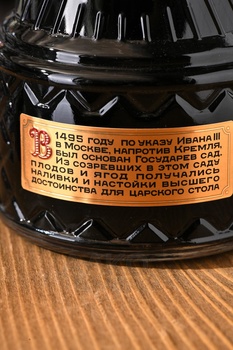 В 1495 ГОДУ ПО УКАЗУ ИВАНА III
В МОСКВЕ, НАПРОТИВ КРЕМЛЯ,
БЫЛ ОСНОВАН ГОСУДАРЕВ САД.
ИЗ СОЗРЕВШИХ В ЭТОМ САДУ
ПЛОДОВ И ЯГОД ПОЛУЧАЛИСЬ
НАЛИВКИ И НАСТОЙКИ ВЫСШЕГО
ДОСТОИНСТВА ДЛЯ ЦАРСКОГО СТОЛА